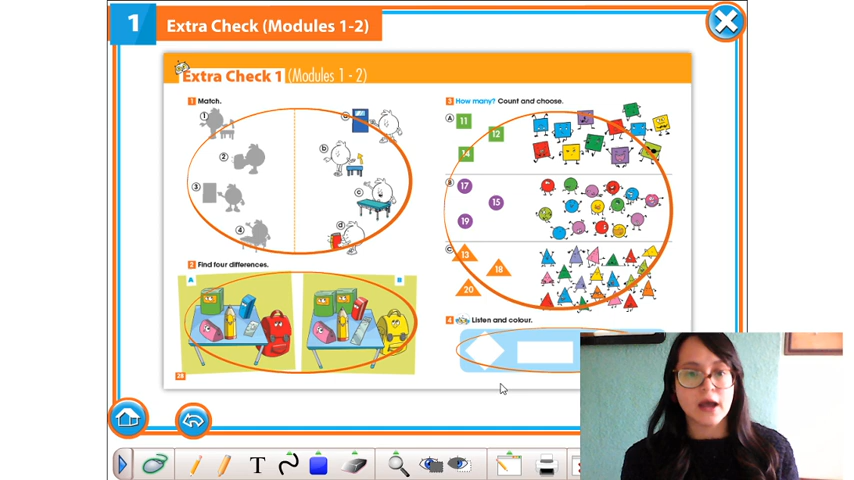 1 Extra Check (Modules 1-2)
Extra Check 1 (Modules 1 - 2)
1 Match.
1
2
3
4
a
b
c
d
2 Find four differences.
A
B
28
3 How many? Count and choose.
A
11
12
14
B
17
15
19
C
13
18
20
4 Listen and colour.
T